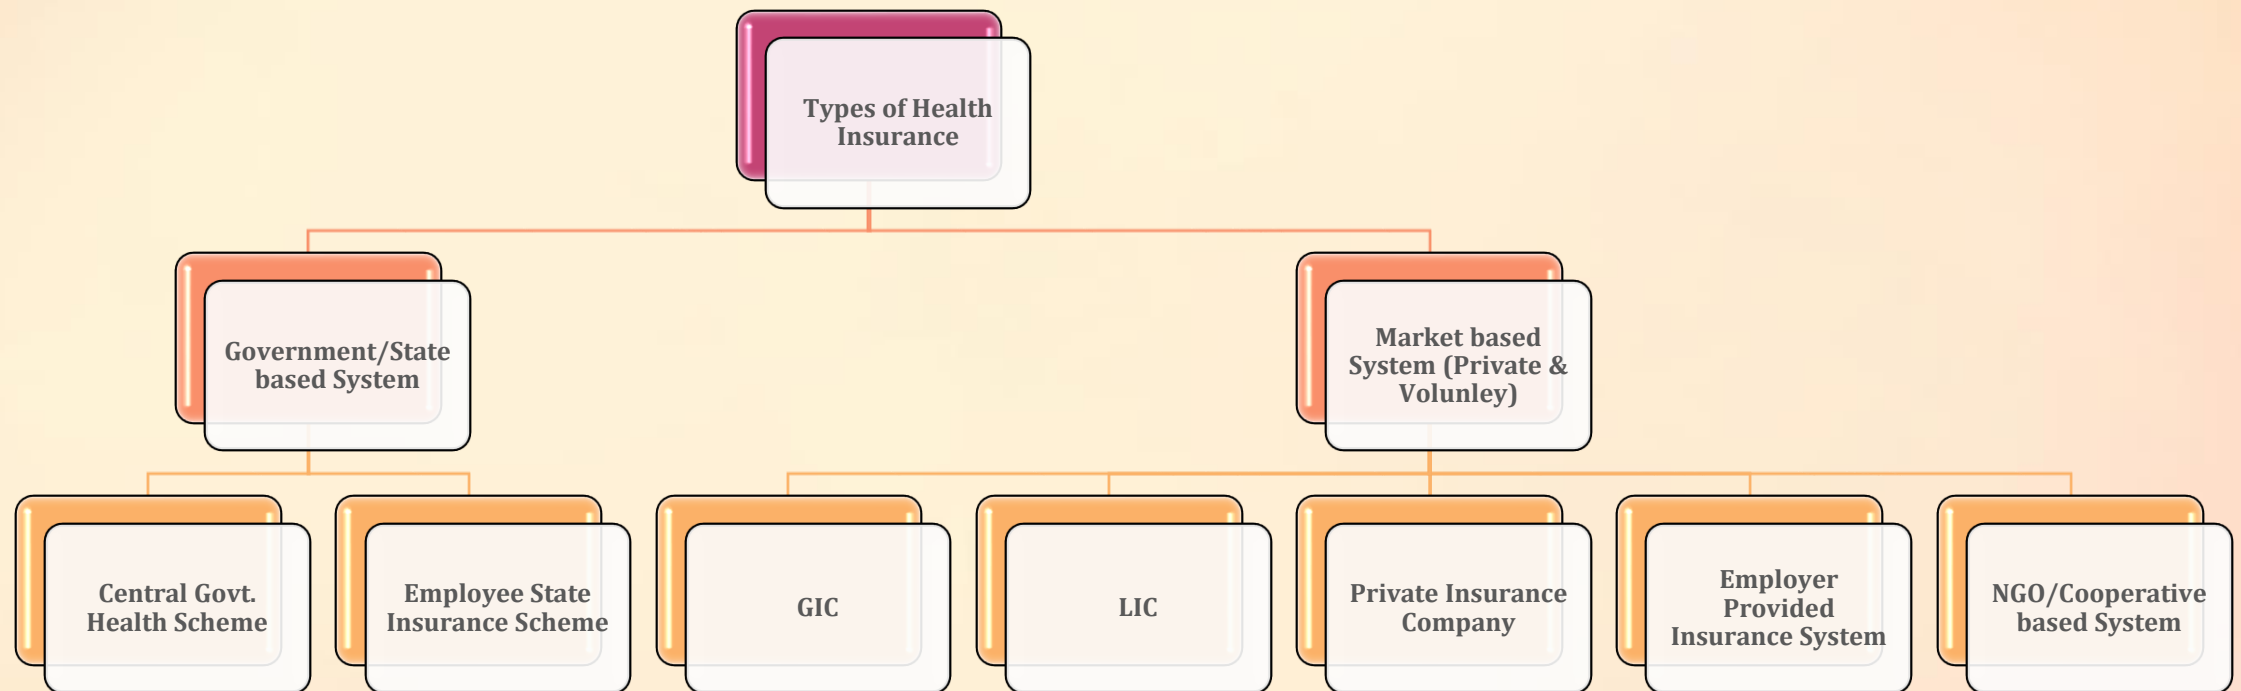 Types of Health
Insurance
Government/State
based System
Market based
System (Private &
Volunley)
Central Govt.
Health Scheme
Employee State
Insurance Scheme
GIC
LIC
Private Insurance
Company
Employer
Provided
Insurance System
NGO/Cooperative
based System